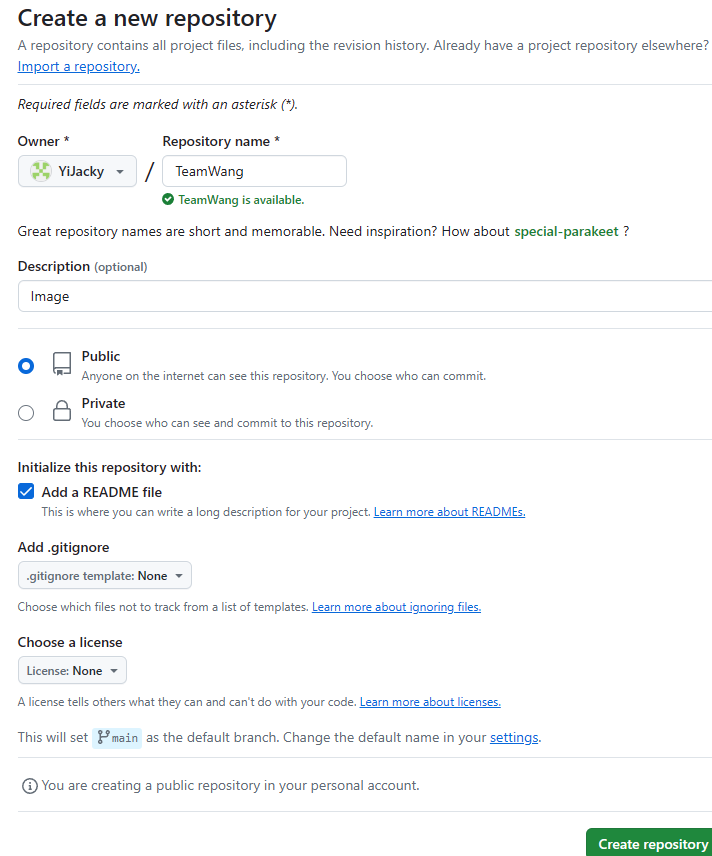 Create a new repository
A repository contains all project files, including the revision history. Already have a project repository elsewhere?
Import a repository.
Required fields are marked with an asterisk (*).
Owner * Repository name *
YiJacky / TeamWang
TeamWang is available.
Great repository names are short and memorable. Need inspiration? How about special-parakeet ?
Description (optional)
Image
Public
Anyone on the internet can see this repository. You choose who can commit.
Private
You choose who can see and commit to this repository.
Initialize this repository with:
Add a README file
This is where you can write a long description for your project. Learn more about READMEs.
Add .gitignore
.gitignore template: None
Choose which files not to track from a list of templates. Learn more about ignoring files.
Choose a license
License: None
A license tells others what they can and can't do with your code. Learn more about licenses.
This will set main as the default branch. Change the default name in your settings.
You are creating a public repository in your personal account.
Create repository